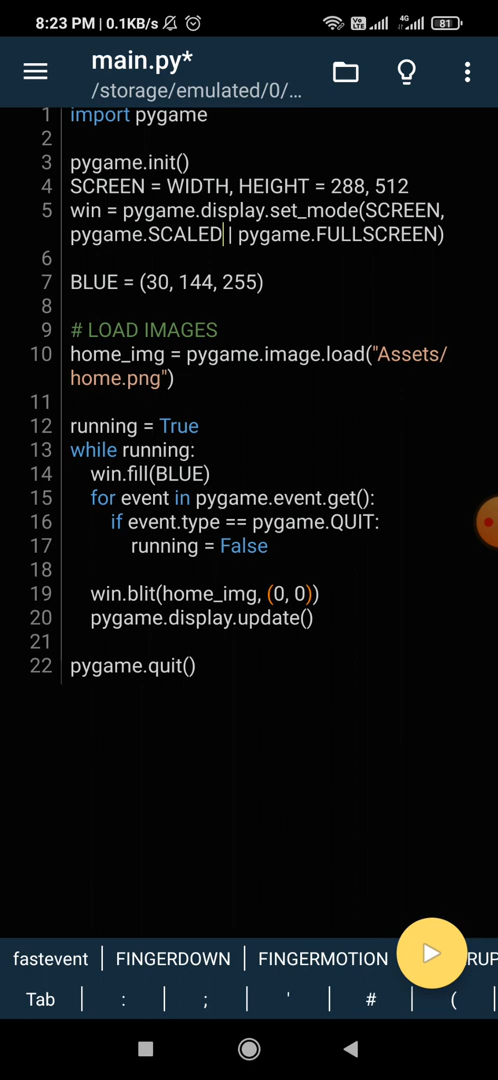 8:23 PM | 0.1KB/s
Vo LTE 4G 81
main.py*
/storage/emulated/0/...
1 import pygame
2
3 pygame.init()
4 SCREEN = WIDTH, HEIGHT = 288, 512
5 win = pygame.display.set_mode(SCREEN,
pygame.SCALED | pygame.FULLSCREEN)
6
7 BLUE = (30, 144, 255)
8
9 # LOAD IMAGES
10 home_img = pygame.image.load("Assets/
home.png")
11
12 running = True
13 while running:
14 win.fill(BLUE)
15 for event in pygame.event.get():
16 if event.type == pygame.QUIT:
17 running = False
18
19 win.blit(home_img, (0, 0))
20 pygame.display.update()
21
22 pygame.quit()
fastevent | FINGERDOWN | FINGERMOTION RUP
Tab | : | ; | ' | # | (